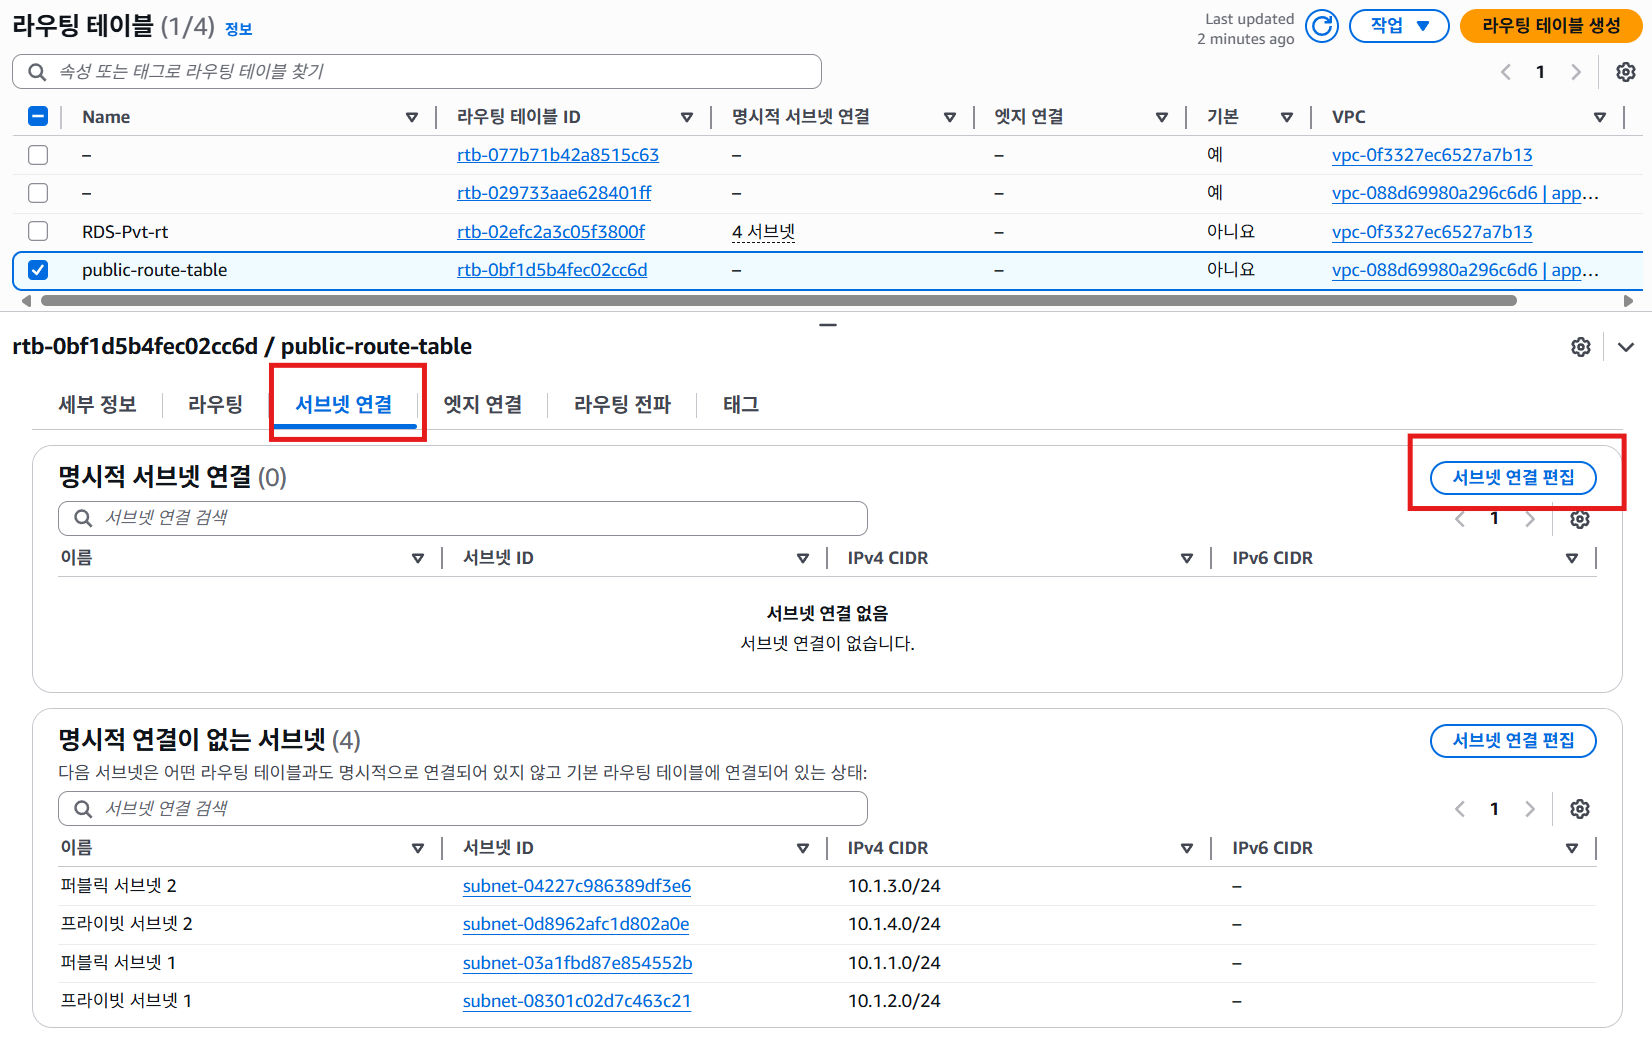 라우팅 테이블 (1/4) 정보
Last updated
2 minutes ago
작업
라우팅 테이블 생성
속성 또는 태그로 라우팅 테이블 찾기
1
Name 라우팅 테이블 ID 명시적 서브넷 연결 엣지 연결 기본 VPC
– rtb-077b71b42a8515c63 – – 예 vpc-0f3327ec6527a7b13
– rtb-029733aae628401ff – – 예 vpc-088d69980a296c6d6 | app...
RDS-Pvt-rt rtb-02efc2a3c05f3800f 4 서브넷 – 아니요 vpc-0f3327ec6527a7b13
public-route-table rtb-0bf1d5b4fec02cc6d – – 아니요 vpc-088d69980a296c6d6 | app...
rtb-0bf1d5b4fec02cc6d / public-route-table
세부 정보 라우팅 서브넷 연결 엣지 연결 라우팅 전파 태그
명시적 서브넷 연결 (0)
서브넷 연결 편집
서브넷 연결 검색
1
이름 서브넷 ID IPv4 CIDR IPv6 CIDR
서브넷 연결 없음
서브넷 연결이 없습니다.
명시적 연결이 없는 서브넷 (4)
서브넷 연결 편집
다음 서브넷은 어떤 라우팅 테이블과도 명시적으로 연결되어 있지 않고 기본 라우팅 테이블에 연결되어 있는 상태:
서브넷 연결 검색
1
이름 서브넷 ID IPv4 CIDR IPv6 CIDR
퍼블릭 서브넷 2 subnet-04227c986389df3e6 10.1.3.0/24 –
프라이빗 서브넷 2 subnet-0d8962afc1d802a0e 10.1.4.0/24 –
퍼블릭 서브넷 1 subnet-03a1fbd87e854552b 10.1.1.0/24 –
프라이빗 서브넷 1 subnet-08301c02d7c463c21 10.1.2.0/24 –